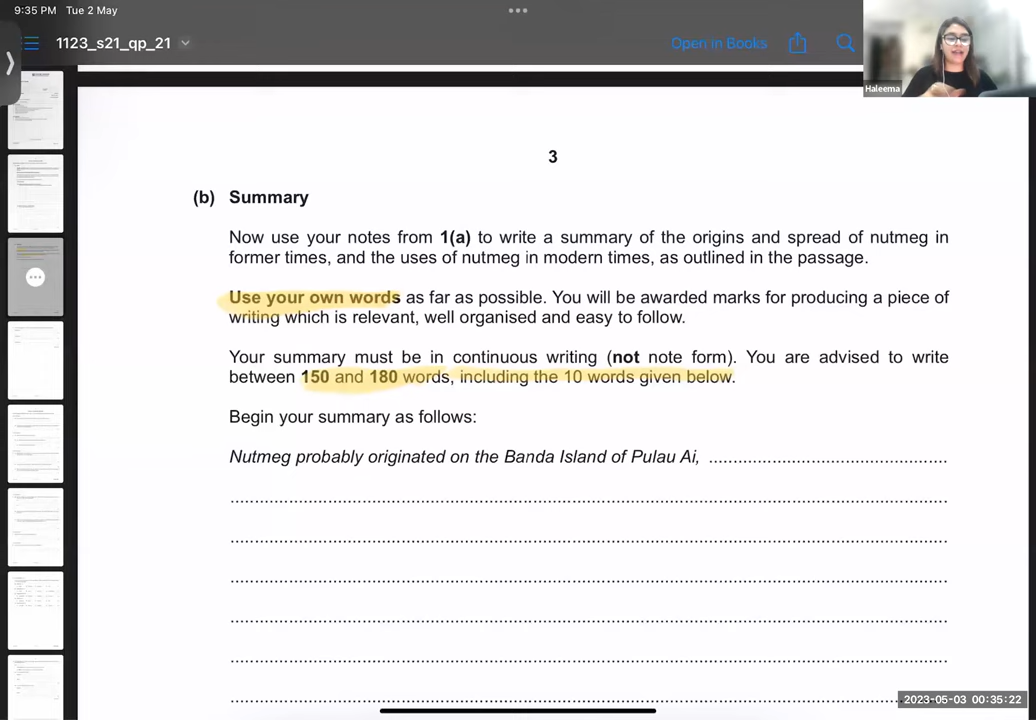 9:35 PM Tue 2 May
1123_s21_qp_21
Open in Books
Haleema
3
(b) Summary
Now use your notes from 1(a) to write a summary of the origins and spread of nutmeg in
former times, and the uses of nutmeg in modern times, as outlined in the passage.
Use your own words as far as possible. You will be awarded marks for producing a piece of
writing which is relevant, well organised and easy to follow.
Your summary must be in continuous writing (not note form). You are advised to write
between 150 and 180 words, including the 10 words given below.
Begin your summary as follows:
Nutmeg probably originated on the Banda Island of Pulau Ai, ................................................
2023-05-03 00:35:22